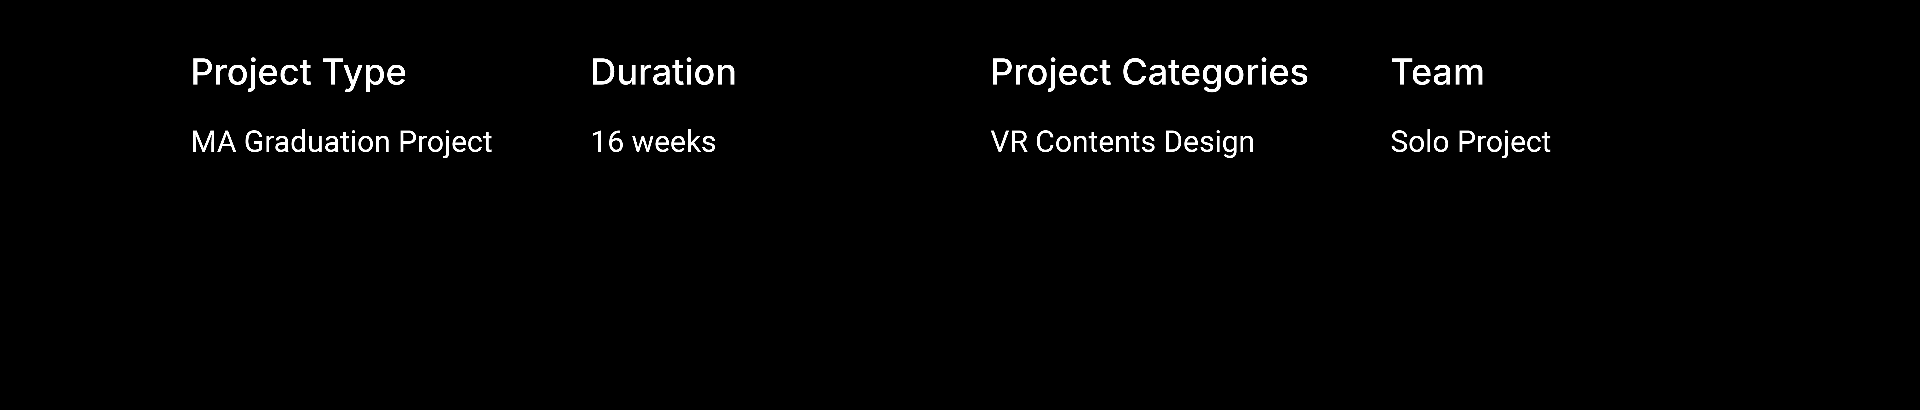 Project Type
Duration
Project Categories
Team
MA Graduation Project
16 weeks
VR Contents Design
Solo Project